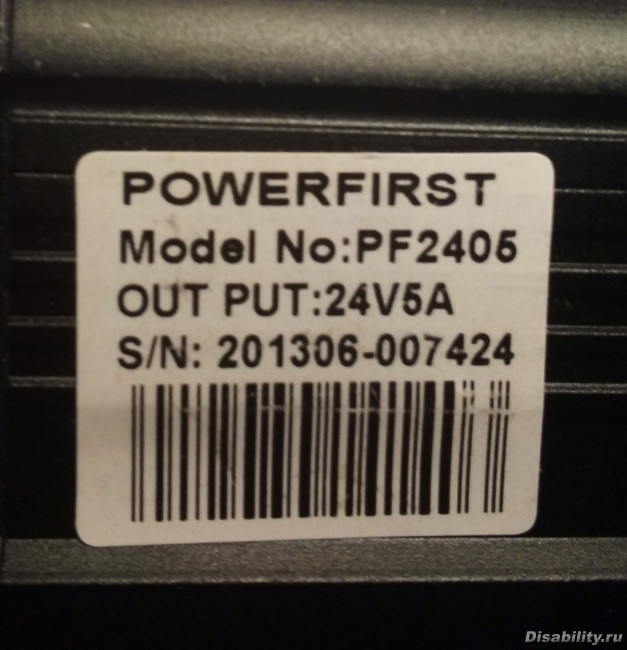 POWERFIRST
Model No:PF2405
OUT PUT:24V5A
S/N: 201306-007424
Disability.ru